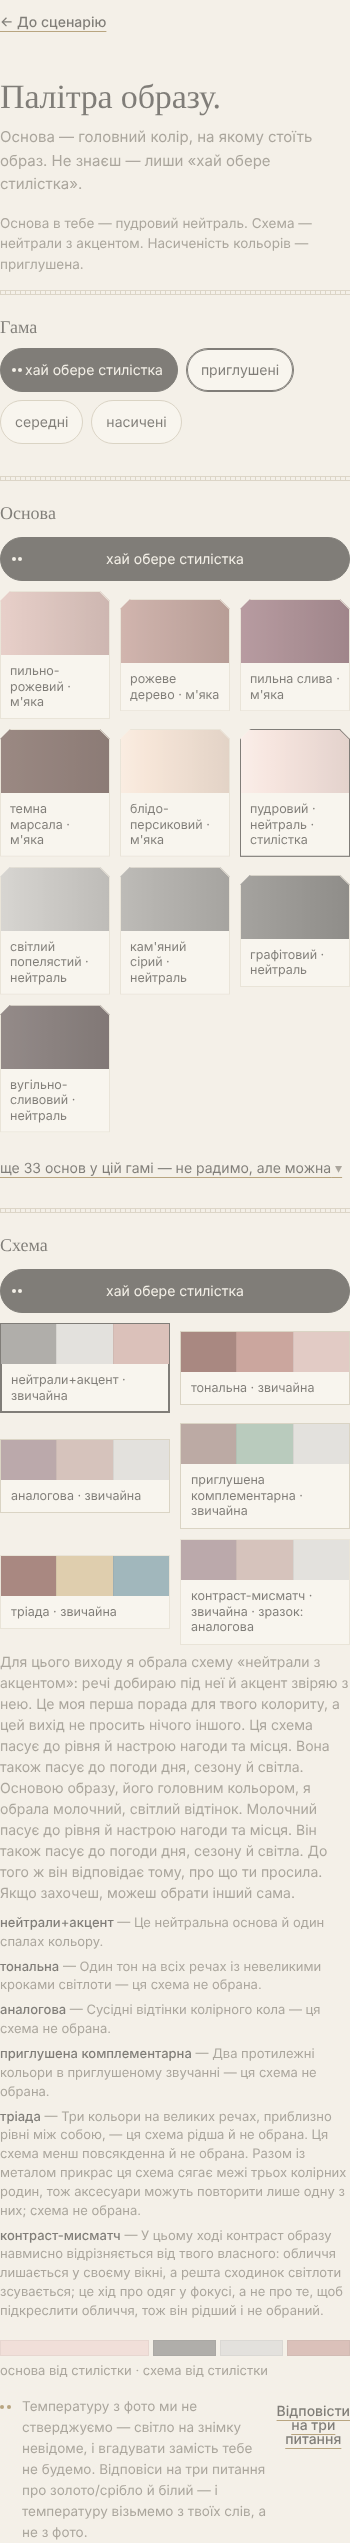 ← До сценарію
Палітра образу.
Основа — головний колір, на якому стоїть
образ. Не знаєш — лиши «хай обере
стилістка».
Основа в тебе — пудровий нейтраль. Схема —
нейтралі з акцентом. Насиченість кольорів —
приглушена.
Гама
•• хай обере стилістка
приглушені
середні
насичені
Основа
•• хай обере стилістка
пильно-
рожевий ·
м'яка
рожеве
дерево · м'яка
пильна слива ·
м'яка
темна
марсала ·
м'яка
блідо-
персиковий ·
м'яка
пудровий ·
нейтраль ·
стилістка
світлий
попелястий ·
нейтраль
кам'яний
сірий ·
нейтраль
графітовий ·
нейтраль
вугільно-
сливовий ·
нейтраль
ще 33 основ у цій гамі — не радимо, але можна ▾
Схема
•• хай обере стилістка
нейтрали+акцент ·
звичайна
тональна · звичайна
аналогова · звичайна
приглушена
комплементарна ·
звичайна
тріада · звичайна
контраст-мисматч ·
звичайна · зразок:
аналогова
Для цього виходу я обрала схему «нейтрали з
акцентом»: речі добираю під неї й акцент звіряю з
нею. Це моя перша порада для твого колориту, а
цей вихід не просить нічого іншого. Ця схема
пасує до рівня й настрою нагоди та місця. Вона
також пасує до погоди дня, сезону й світла.
Основою образу, його головним кольором, я
обрала молочний, світлий відтінок. Молочний
пасує до рівня й настрою нагоди та місця. Він
також пасує до погоди дня, сезону й світла. До
того ж він відповідає тому, про що ти просила.
Якщо захочеш, можеш обрати інший сама.
нейтрали+акцент — Це нейтральна основа й один
спалах кольору.
тональна — Один тон на всіх речах із невеликими
кроками світлоти — ця схема не обрана.
аналогова — Сусідні відтінки колірного кола — ця
схема не обрана.
приглушена комплементарна — Два протилежні
кольори в приглушеному звучанні — ця схема не
обрана.
тріада — Три кольори на великих речах, приблизно
рівні між собою, — ця схема рідша й не обрана. Ця
схема менш повсякденна й не обрана. Разом із
металом прикрас ця схема сягає межі трьох колірних
родин, тож аксесуари можуть повторити лише одну з
них; схема не обрана.
контраст-мисматч — У цьому ході контраст образу
навмисно відрізняється від твого власного: обличчя
лишається у своєму вікні, а решта сходинок світлоти
зсувається; це хід про одяг у фокусі, а не про те, щоб
підкреслити обличчя, тож він рідший і не обраний.
основа від стилістки · схема від стилістки
•• Температуру з фото ми не
стверджуємо — світло на знімку
невідоме, і вгадувати замість тебе
не будемо. Відповіси на три питання
про золото/срібло й білий — і
температуру візьмемо з твоїх слів, а
не з фото.
Відповісти
на три
питання